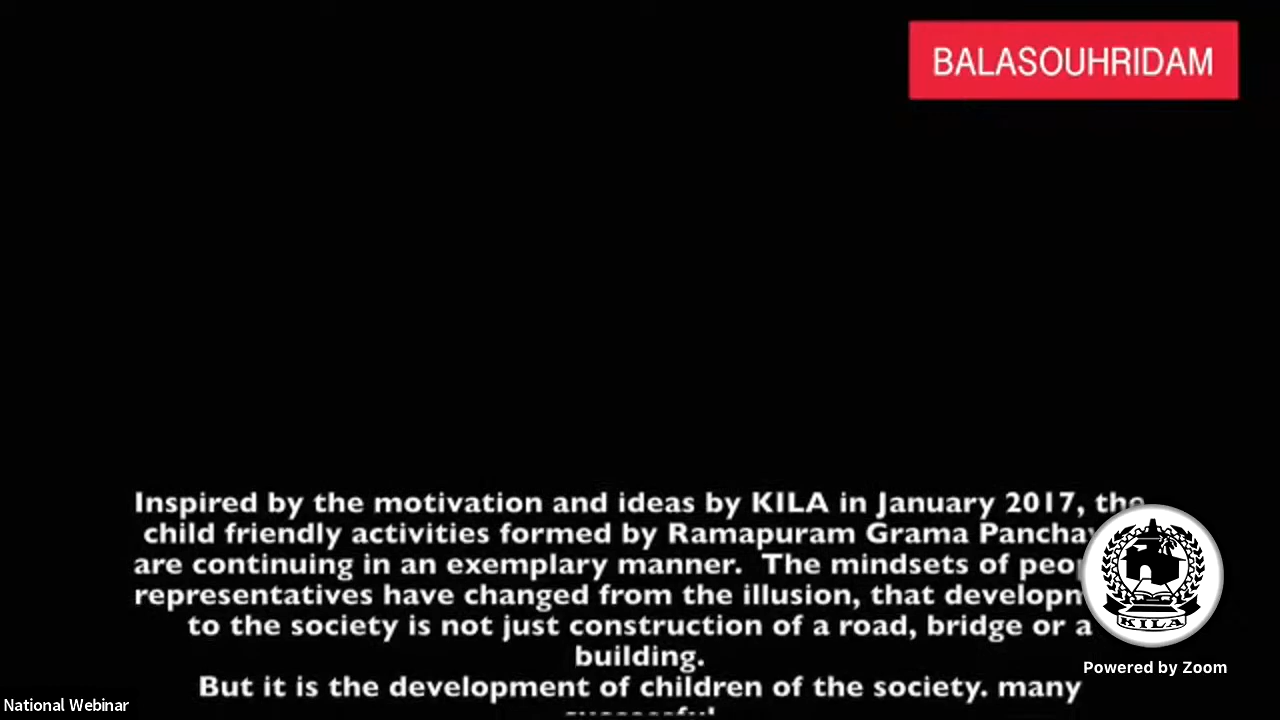 BALASOUHRIDAM
Inspired by the motivation and ideas by KILA in January 2017, the
child friendly activities formed by Ramapuram Grama
are continuing in an exemplary manner. The mindsets of
representatives have changed from the illusion, that
to the society is not just construction of a road, bridge or a
building.
But it is the development of children of the society. many
KILA
Powered by Zoom
National Webinar